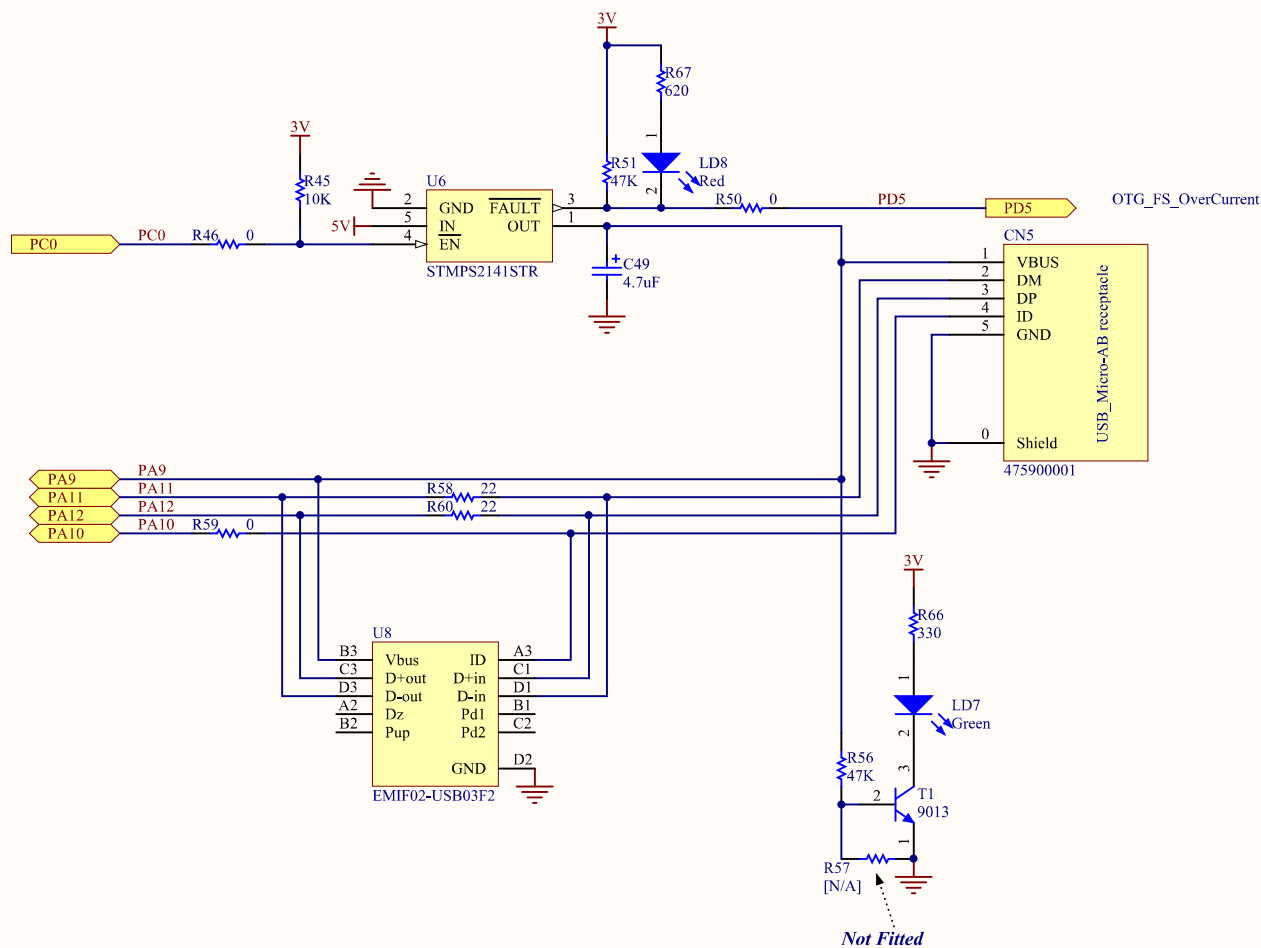 3V
R67
620
1
3V
R51
47K
LD8
Red
2
R45
10K
U6
2
GND
FAULT
3
R50
0
PD5
PD5
OTG_FS_OverCurrent
5V
5
IN
OUT
1
PC0
PC0
R46
0
4
EN
STMPS2141STR
C49
4.7uF
+
CN5
1
VBUS
2
DM
3
DP
4
ID
5
GND
USB_Micro-AB receptacle
0
Shield
475900001
PA9
PA9
PA11
PA11
R58
22
PA12
PA12
R60
22
PA10
PA10
R59
0
U8
B3
Vbus
ID
A3
C3
D+out
D+in
C1
D3
D-out
D-in
D1
A2
Dz
Pd1
B1
B2
Pup
Pd2
C2
GND
D2
EMIF02-USB03F2
3V
R66
330
1
LD7
Green
2
R56
47K
3
2
T1
9013
1
R57
[N/A]
Not Fitted